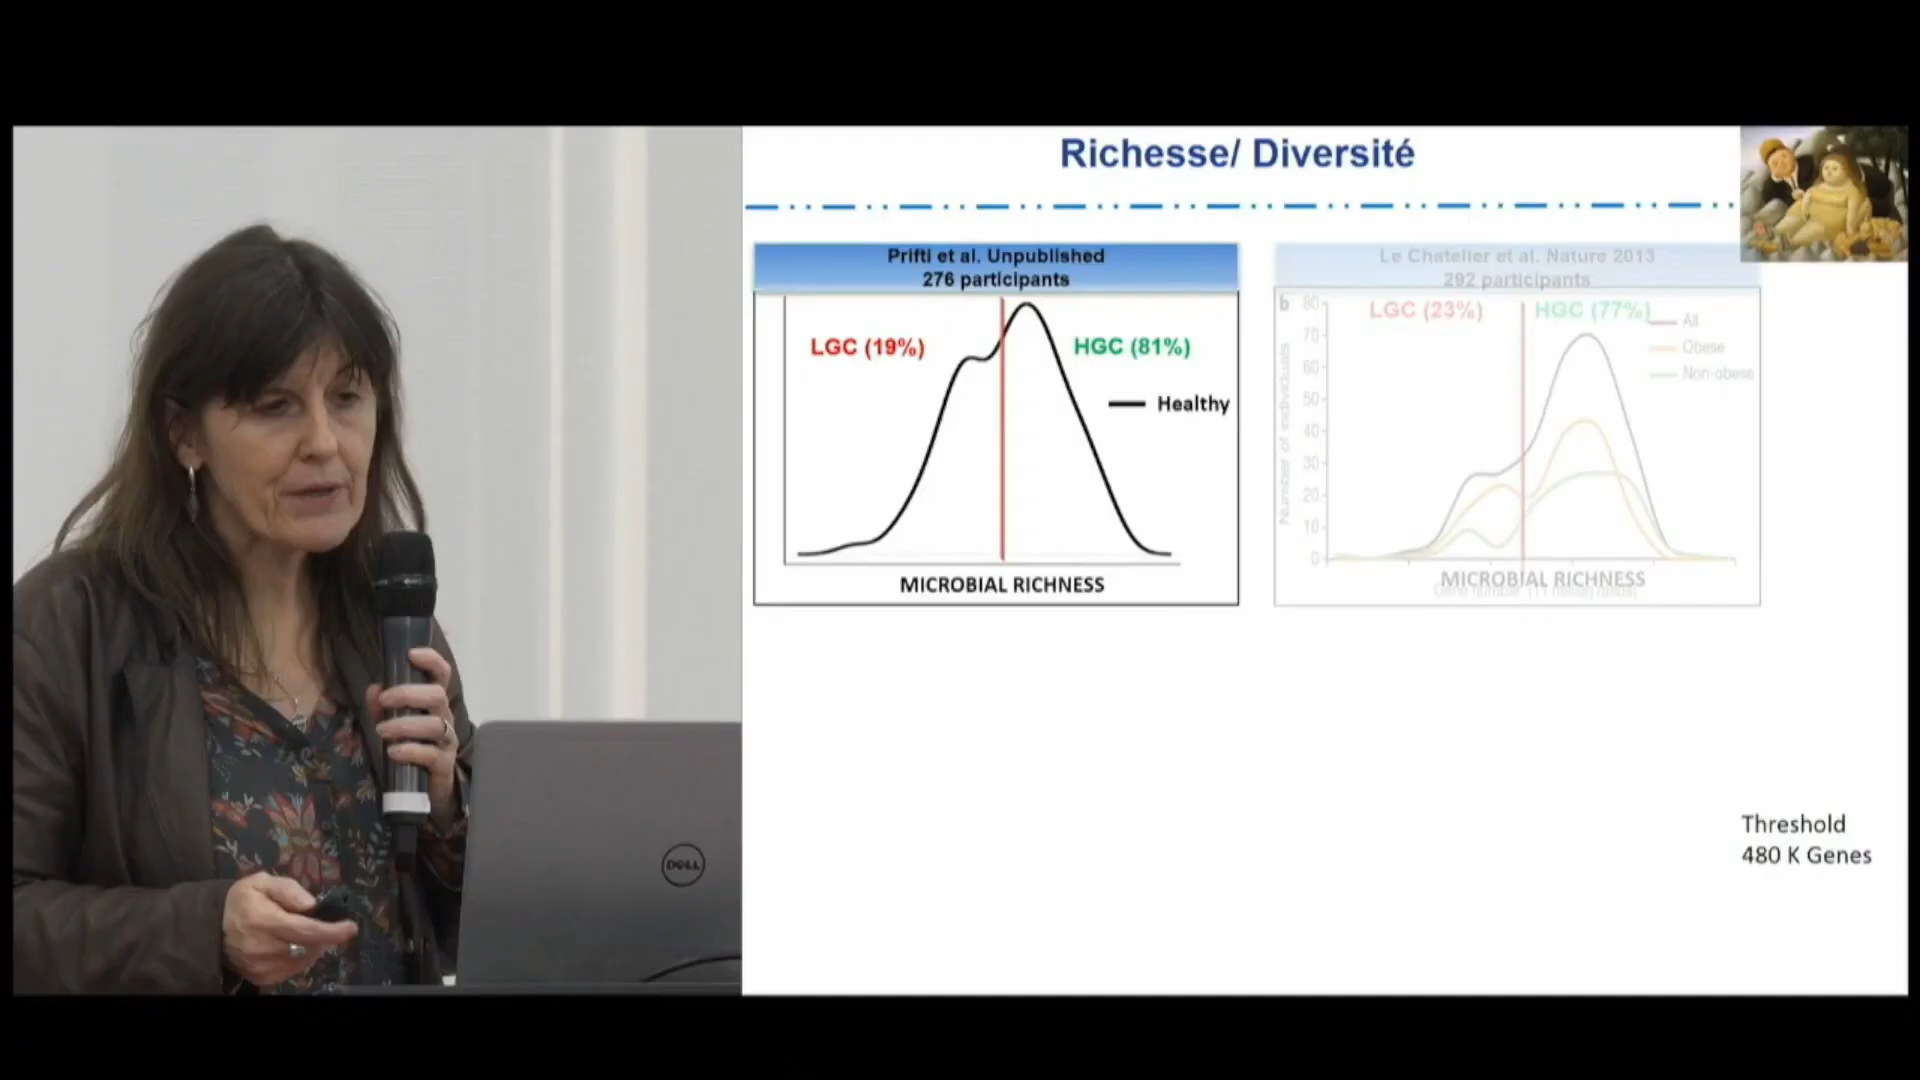 Richesse/ Diversité
Prifti et al. Unpublished
276 participants
LGC (19%)
HGC (81%)
Healthy
MICROBIAL RICHNESS
Le Chatelier et al. Nature 2013
292 participants
b
LGC (23%)
HGC (77%)
All
Obese
Non-obese
80
70
60
50
40
30
20
10
0
Number of individuals
MICROBIAL RICHNESS
Threshold
480 K Genes
DELL